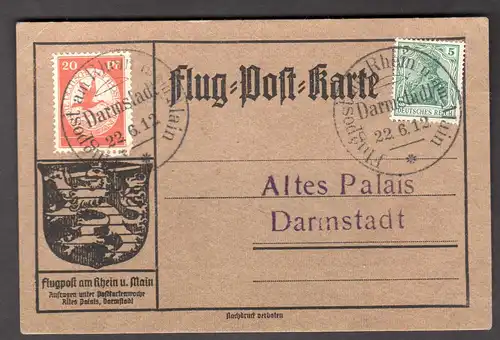 20 Pf
Flugpost am Rhein u. Main
Darmstadt
22.6.12
*
Flug-Post-Karte
5
DEUTSCHES REICH
Flugpost am Rhein u. Main
Darmstadt
22.6.12
*
Altes Palais
Darmstadt
Flugpost am Rhein u. Main
Anfragen unter Postkartenwoche
Altes Palais, Darmstadt
Nachdruck verboten